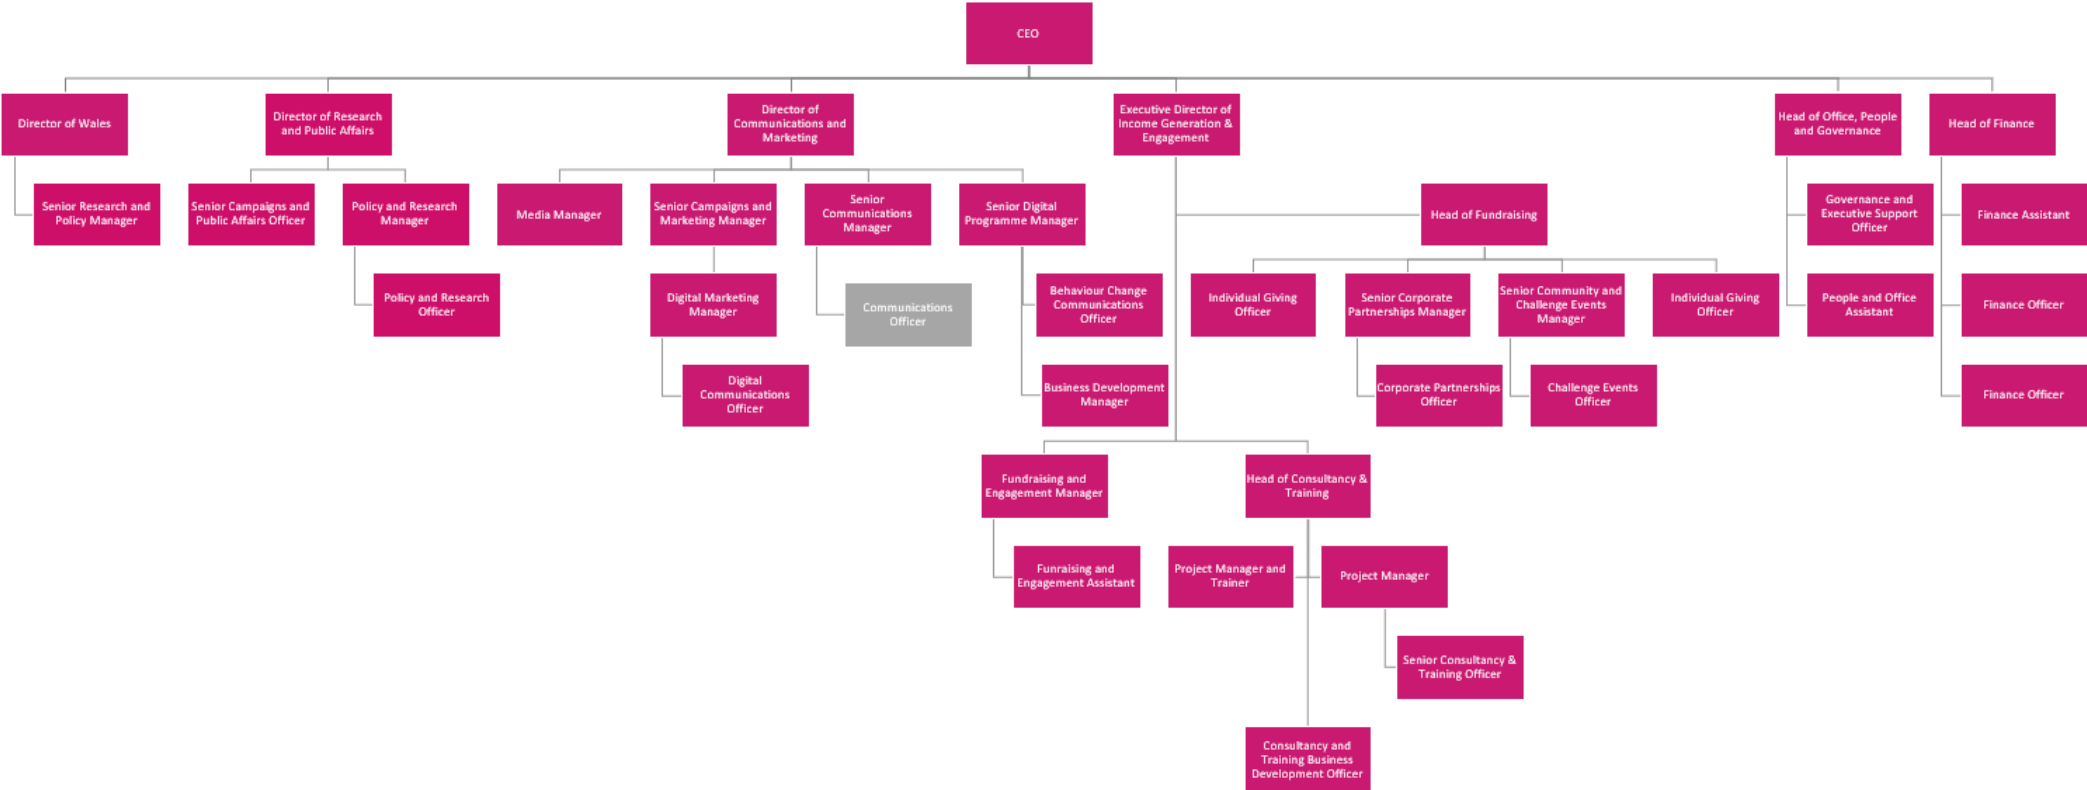 CEO
Director of Wales
Director of Research
and Public Affairs
Director of
Communications and
Marketing
Executive Director of
Income Generation &
Engagement
Head of Office, People
and Governance
Head of Finance
Senior Research and
Policy Manager
Senior Campaigns and
Public Affairs Officer
Policy and Research
Manager
Media Manager
Senior Campaigns and
Marketing Manager
Senior
Communications
Manager
Senior Digital
Programme Manager
Head of Fundraising
Governance and
Executive Support
Officer
Finance Assistant
Policy and Research
Officer
Digital Marketing
Manager
Communications
Officer
Behaviour Change
Communications
Officer
Individual Giving
Officer
Senior Corporate
Partnerships Manager
Senior Community and
Challenge Events
Manager
Individual Giving
Officer
People and Office
Assistant
Finance Officer
Digital
Communications
Officer
Business Development
Manager
Corporate Partnerships
Officer
Challenge Events
Officer
Finance Officer
Fundraising and
Engagement Manager
Head of Consultancy &
Training
Funraising and
Engagement Assistant
Project Manager and
Trainer
Project Manager
Senior Consultancy &
Training Officer
Consultancy and
Training Business
Development Officer